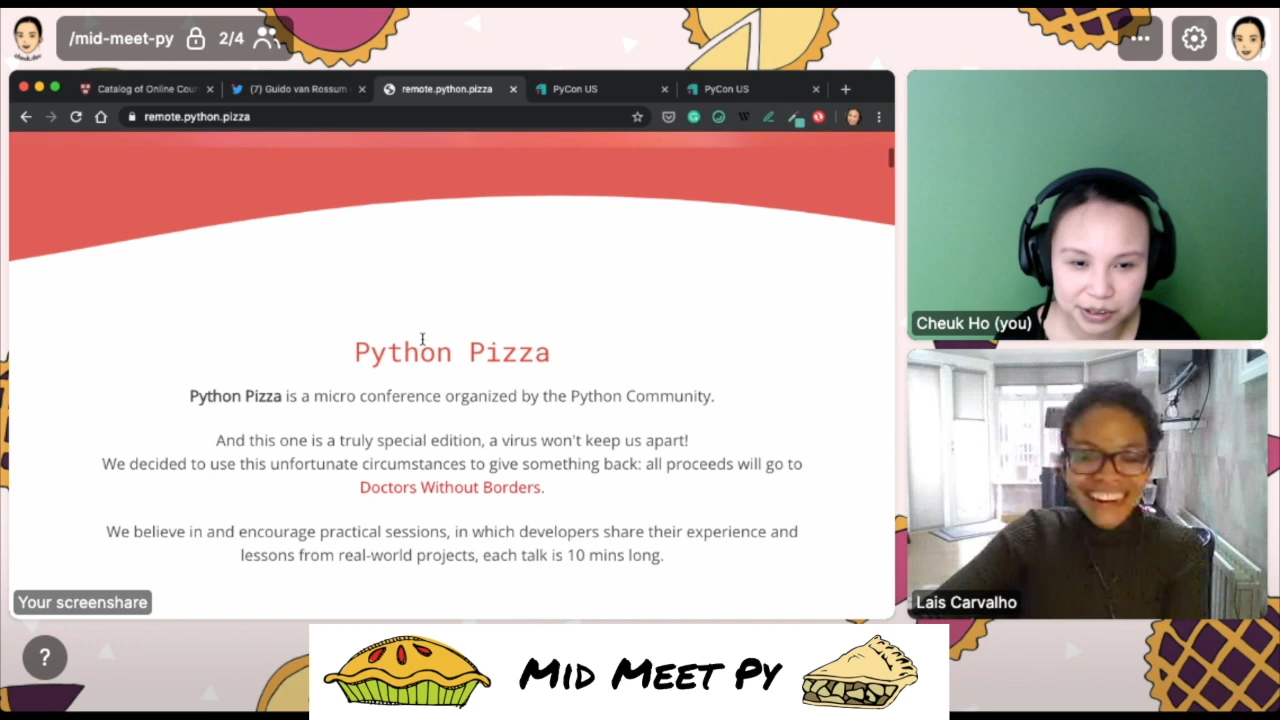 /mid-meet-py 2/4
Catalog of Online Cour
(7) Guido van Rossum
remote.python.pizza
PyCon US
PyCon US
remote.python.pizza
Python Pizza
Python Pizza is a micro conference organized by the Python Community.
And this one is a truly special edition, a virus won't keep us apart!
We decided to use this unfortunate circumstances to give something back: all proceeds will go to
Doctors Without Borders.
We believe in and encourage practical sessions, in which developers share their experience and
lessons from real-world projects, each talk is 10 mins long.
Your screenshare
Cheuk Ho (you)
Lais Carvalho
?
Mid Meet Py